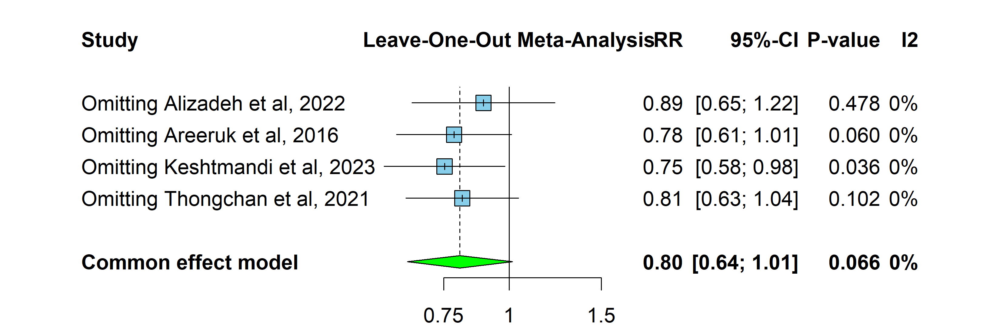 Study Leave-One-Out Meta-AnalysisRR 95%-CI P-value I2
Omitting Alizadeh et al, 2022 0.89 [0.65; 1.22] 0.478 0%
Omitting Areeruk et al, 2016 0.78 [0.61; 1.01] 0.060 0%
Omitting Keshtmandi et al, 2023 0.75 [0.58; 0.98] 0.036 0%
Omitting Thongchan et al, 2021 0.81 [0.63; 1.04] 0.102 0%
Common effect model 0.80 [0.64; 1.01] 0.066 0%
0.75 1 1.5